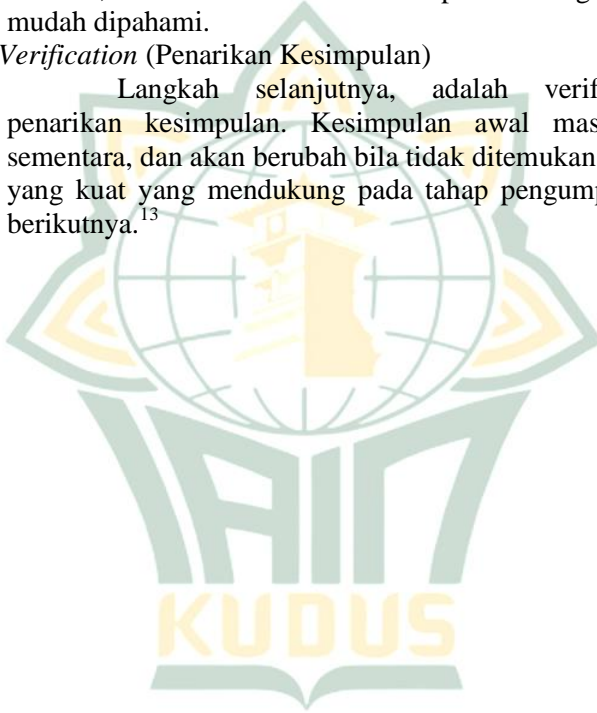 mudah dipahami.
Verification (Penarikan Kesimpulan)
Langkah selanjutnya, adalah verif
penarikan kesimpulan. Kesimpulan awal mas
sementara, dan akan berubah bila tidak ditemukan
yang kuat yang mendukung pada tahap pengump
berikutnya.13
IAIN
KUDUS